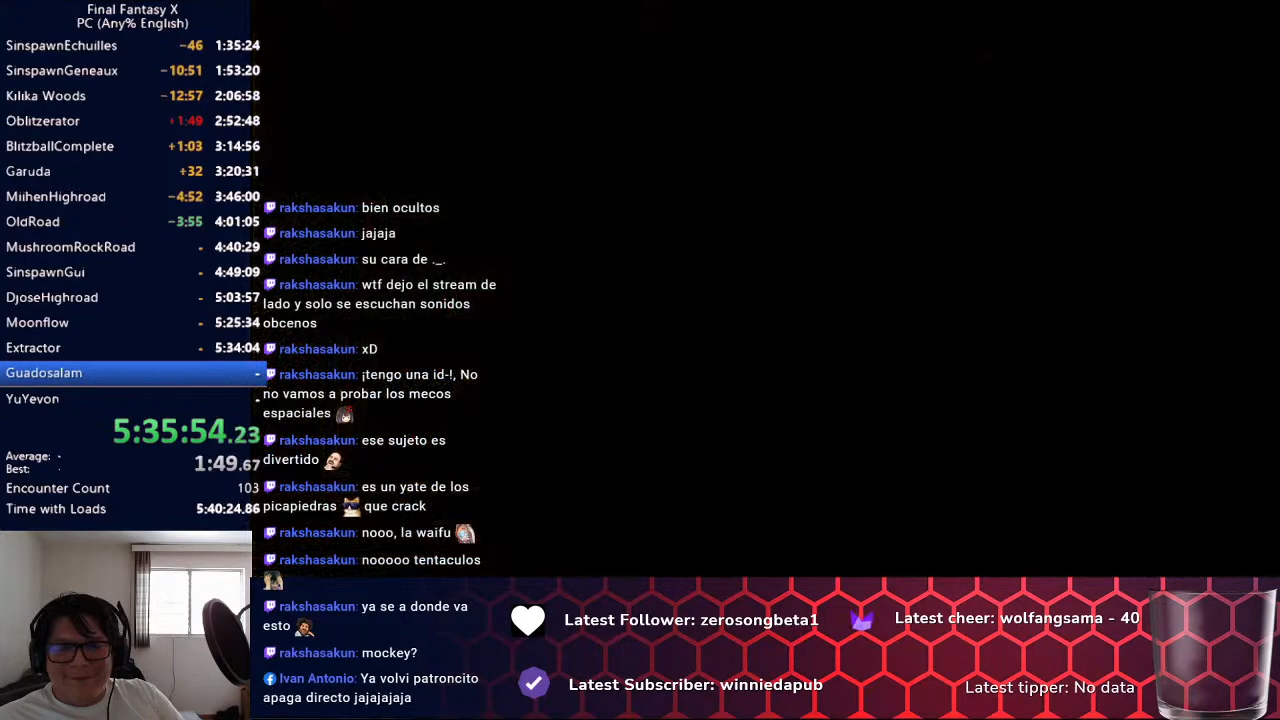 Final Fantasy X
PC (Any% English)
SinspawnEchuilles −46 1:35:24
SinspawnGeneaux −10:51 1:53:20
Kilika Woods −12:57 2:06:58
Oblitzerator +1:49 2:52:48
BlitzballComplete +1:03 3:14:56
Garuda +32 3:20:31
MiihenHighroad −4:52 3:46:00
OldRoad −3:55 4:01:05
MushroomRockRoad - 4:40:29
SinspawnGui - 4:49:09
DjoseHighroad - 5:03:57
Moonflow - 5:25:34
Extractor - 5:34:04
Guadosalam -
YuYevon -
5:35:54.23
Average: -
Best: 1:49.67
Encounter Count 103
Time with Loads 5:40:24.86
rakshasakun: bien ocultos
rakshasakun: jajaja
rakshasakun: su cara de ._.
rakshasakun: wtf dejo el stream de
lado y solo se escuchan sonidos
obcenos
rakshasakun: xD
rakshasakun: ¡tengo una id-!, No
no vamos a probar los mecos
espaciales
rakshasakun: ese sujeto es
divertido
rakshasakun: es un yate de los
picapiedras que crack
rakshasakun: nooo, la waifu
rakshasakun: nooooo tentaculos
rakshasakun: ya se a donde va
esto
rakshasakun: mockey?
Ivan Antonio: Ya volvi patroncito
apaga directo jajajajaja
Latest Follower: zerosongbeta1
Latest cheer: wolfangsama - 40
Latest Subscriber: winniedapub
Latest tipper: No data